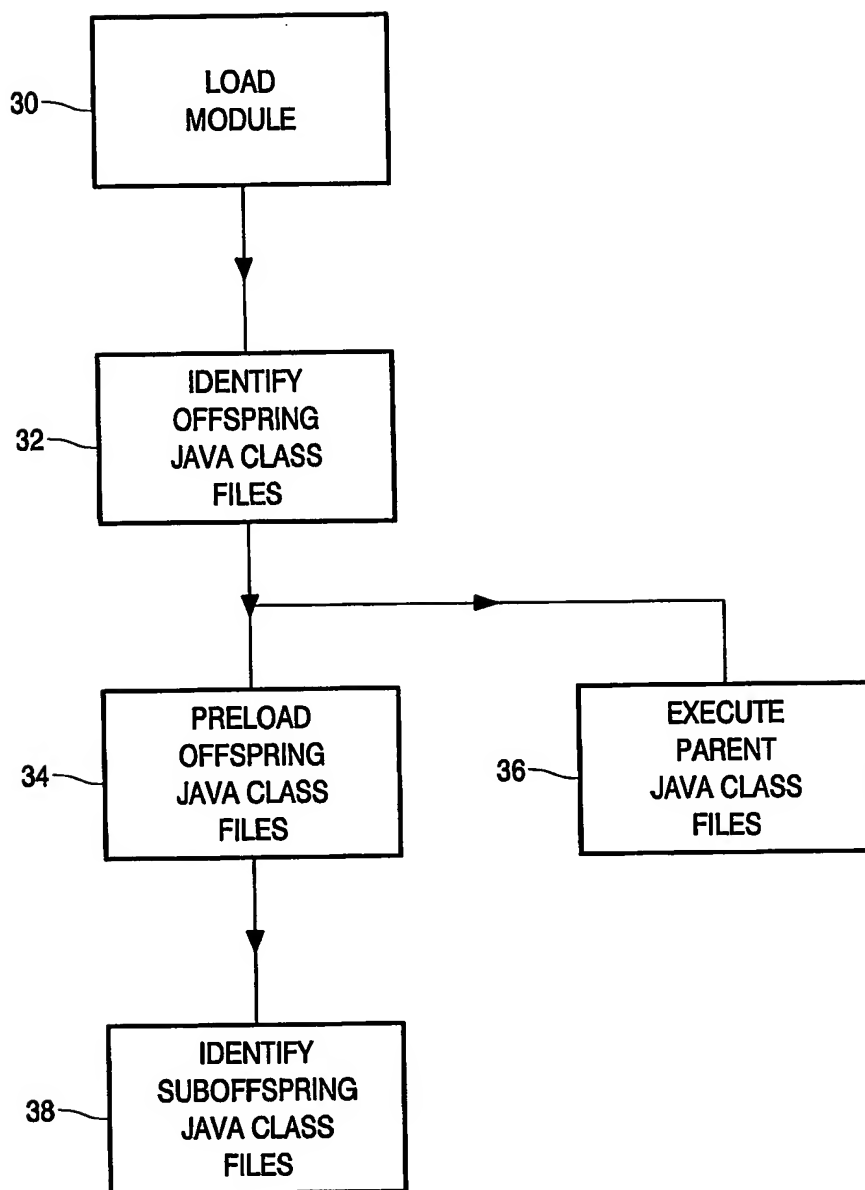 LOAD
MODULE
30
IDENTIFY
OFFSPRING
JAVA CLASS
FILES
32
PRELOAD
OFFSPRING
JAVA CLASS
FILES
34
EXECUTE
PARENT
JAVA CLASS
FILES
36
IDENTIFY
SUBOFFSPRING
JAVA CLASS
FILES
38